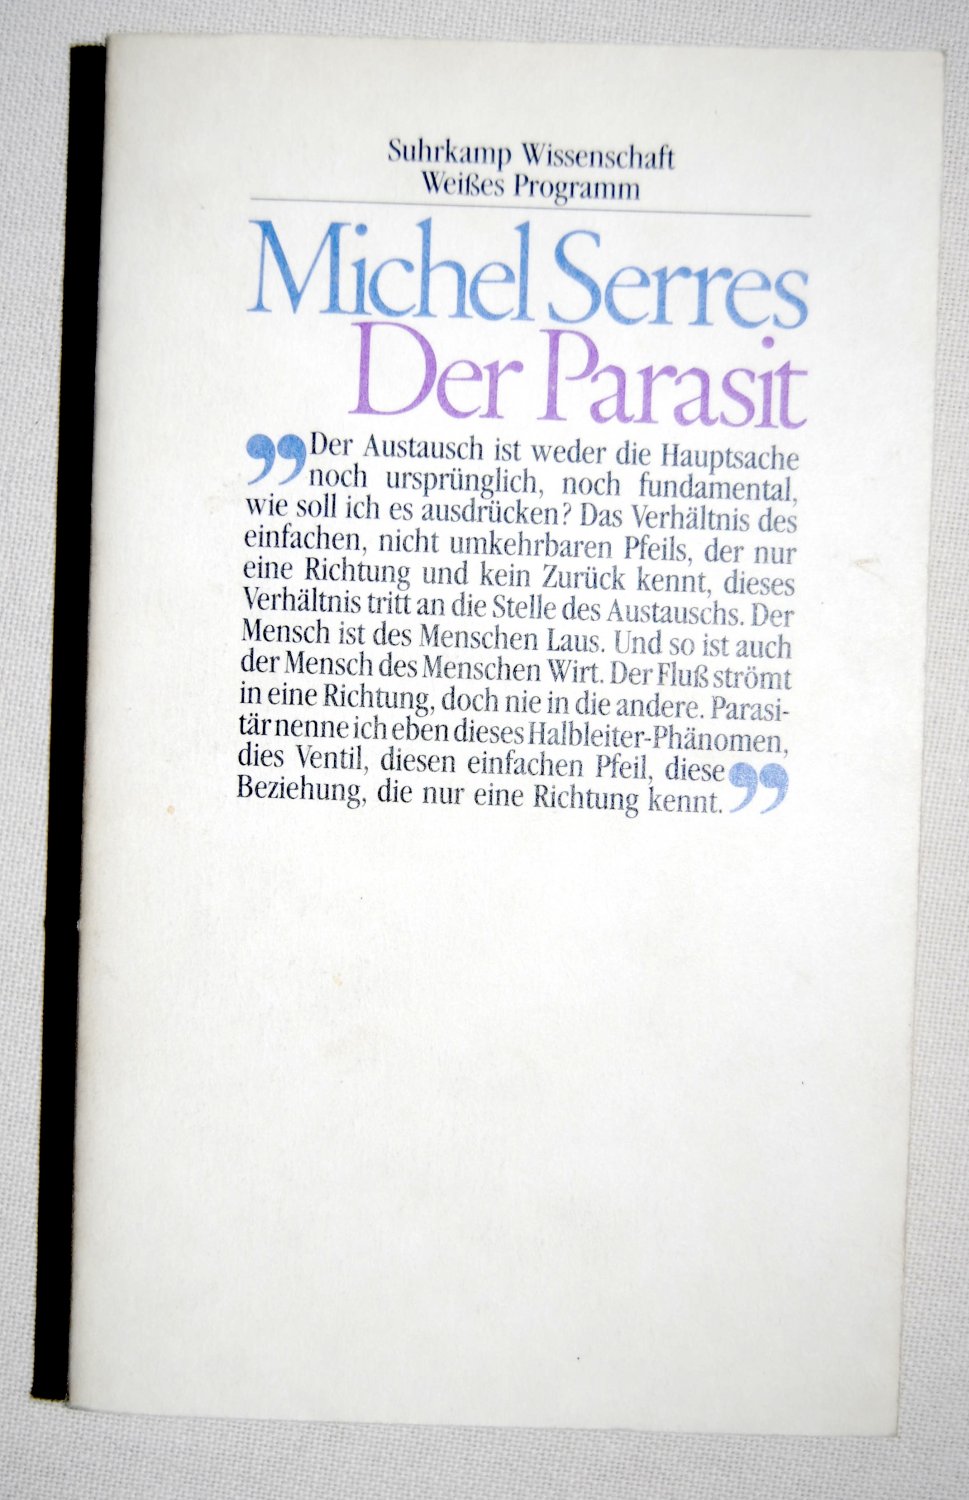 Suhrkamp Wissenschaft
Weißes Programm
Michel Serres
Der Parasit
❟❟Der Austausch ist weder die Hauptsache
noch ursprünglich, noch fundamental,
wie soll ich es ausdrücken? Das Verhältnis des
einfachen, nicht umkehrbaren Pfeils, der nur
eine Richtung und kein Zurück kennt, dieses
Verhältnis tritt an die Stelle des Austauschs. Der
Mensch ist des Menschen Laus. Und so ist auch
der Mensch des Menschen Wirt. Der Fluß strömt
in eine Richtung, doch nie in die andere. Parasi-
tär nenne ich eben dieses Halbleiter-Phänomen,
dies Ventil, diesen einfachen Pfeil, diese
Beziehung, die nur eine Richtung kennt.❟❟